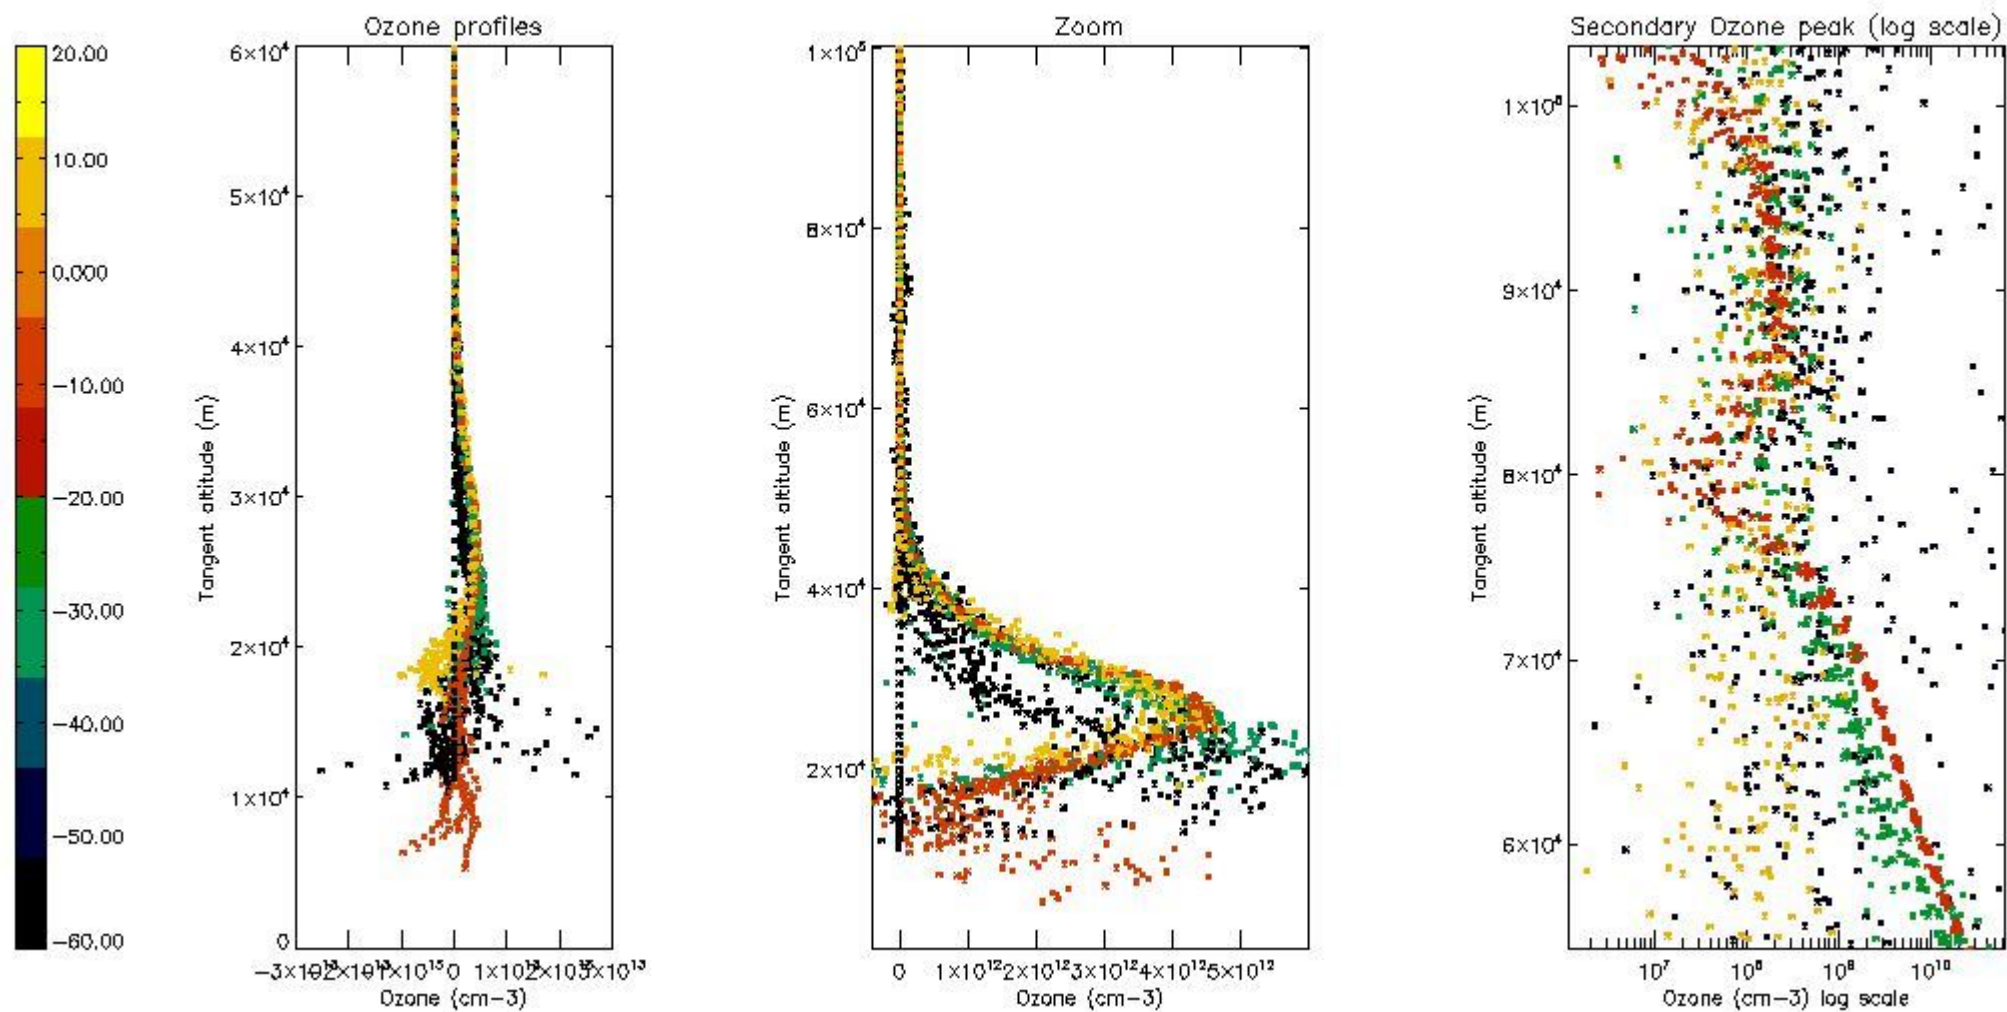 Ozone profiles
Zoom
Secondary Ozone peak (log scale)
20.00
10.00
0.000
−10.00
−20.00
−30.00
−40.00
−50.00
−60.00
6×10⁴
5×10⁴
4×10⁴
3×10⁴
2×10⁴
1×10⁴
0
Tangent altitude (m)
0
Ozone (cm−3)
1×10⁵
8×10⁴
6×10⁴
4×10⁴
2×10⁴
Tangent altitude (m)
0 1×10¹² 2×10¹² 3×10¹² 4×10¹² 5×10¹²
Ozone (cm−3)
9×10⁴
8×10⁴
7×10⁴
6×10⁴
Tangent altitude (m)
10⁷ 10⁸ 10⁹ 10¹⁰
Ozone (cm−3) log scale